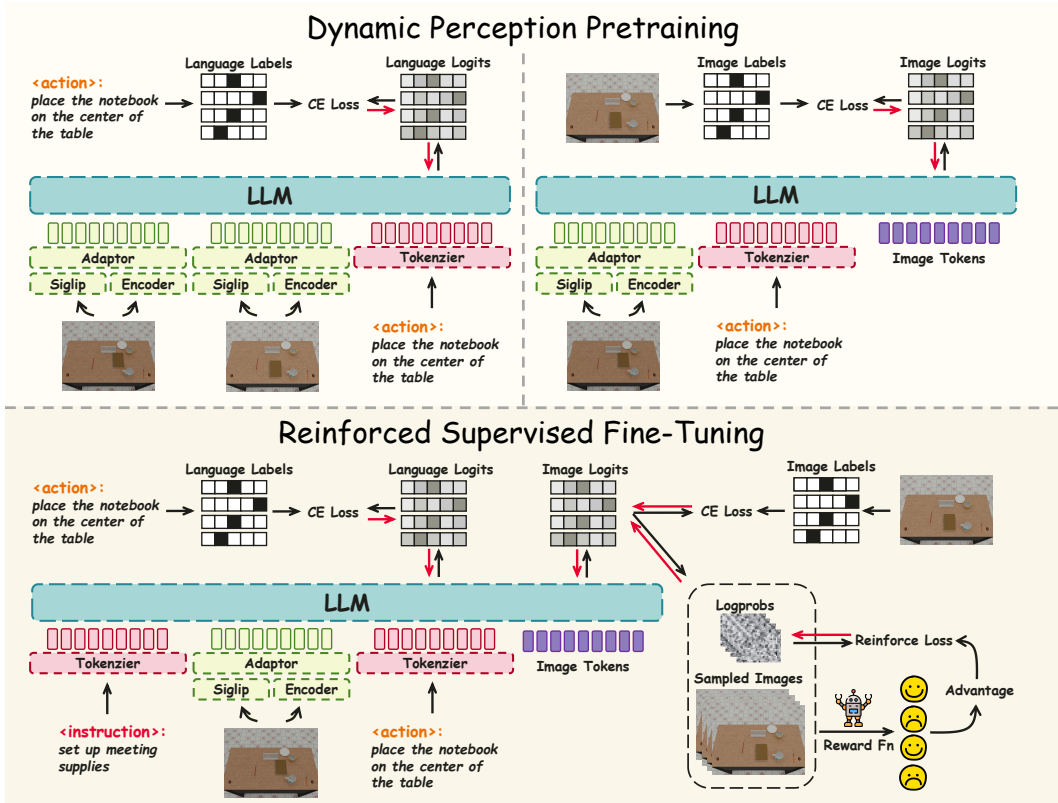 Dynamic Perception Pretraining
Language Labels
Language Logits
<action>:
place the notebook
on the center of
the table
CE Loss
LLM
Adaptor
Adaptor
Tokenzier
Siglip
Encoder
Siglip
Encoder
<action>:
place the notebook
on the center of
the table
Image Labels
Image Logits
CE Loss
LLM
Adaptor
Tokenzier
Image Tokens
Siglip
Encoder
<action>:
place the notebook
on the center of
the table
Reinforced Supervised Fine-Tuning
Language Labels
Language Logits
Image Logits
Image Labels
<action>:
place the notebook
on the center of
the table
CE Loss
CE Loss
LLM
Tokenzier
Adaptor
Tokenzier
Image Tokens
Siglip
Encoder
<instruction>:
set up meeting
supplies
<action>:
place the notebook
on the center of
the table
Logprobs
Reinforce Loss
Sampled Images
Advantage
Reward Fn